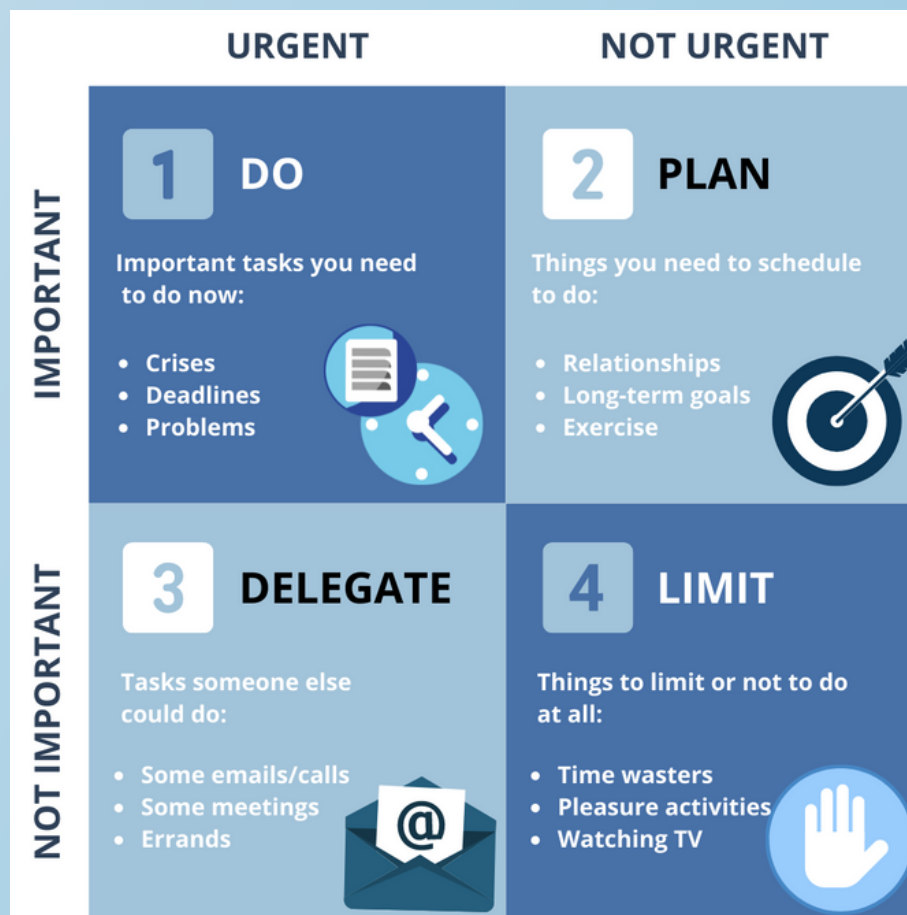 URGENT
NOT URGENT
IMPORTANT
1 DO
Important tasks you need
to do now:
• Crises
• Deadlines
• Problems
2 PLAN
Things you need to schedule
to do:
• Relationships
• Long-term goals
• Exercise
NOT IMPORTANT
3 DELEGATE
Tasks someone else
could do:
• Some emails/calls
• Some meetings
• Errands
@
4 LIMIT
Things to limit or not to do
at all:
• Time wasters
• Pleasure activities
• Watching TV